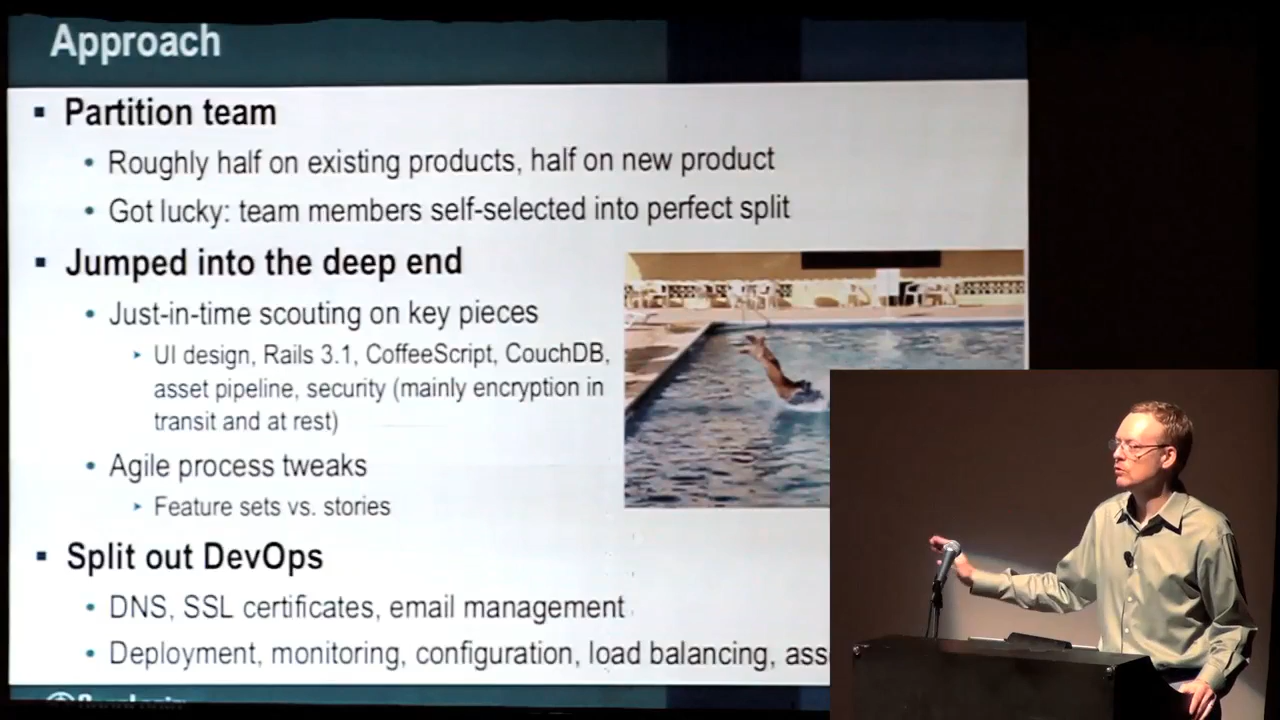 Approach
Partition team
Roughly half on existing products, half on new product
Got lucky: team members self-selected into perfect split
Jumped into the deep end
Just-in-time scouting on key pieces
UI design, Rails 3.1, CoffeeScript, CouchDB,
asset pipeline, security (mainly encryption in
transit and at rest)
Agile process tweaks
Feature sets vs. stories
Split out DevOps
DNS, SSL certificates, email management
Deployment, monitoring, configuration, load balancing,